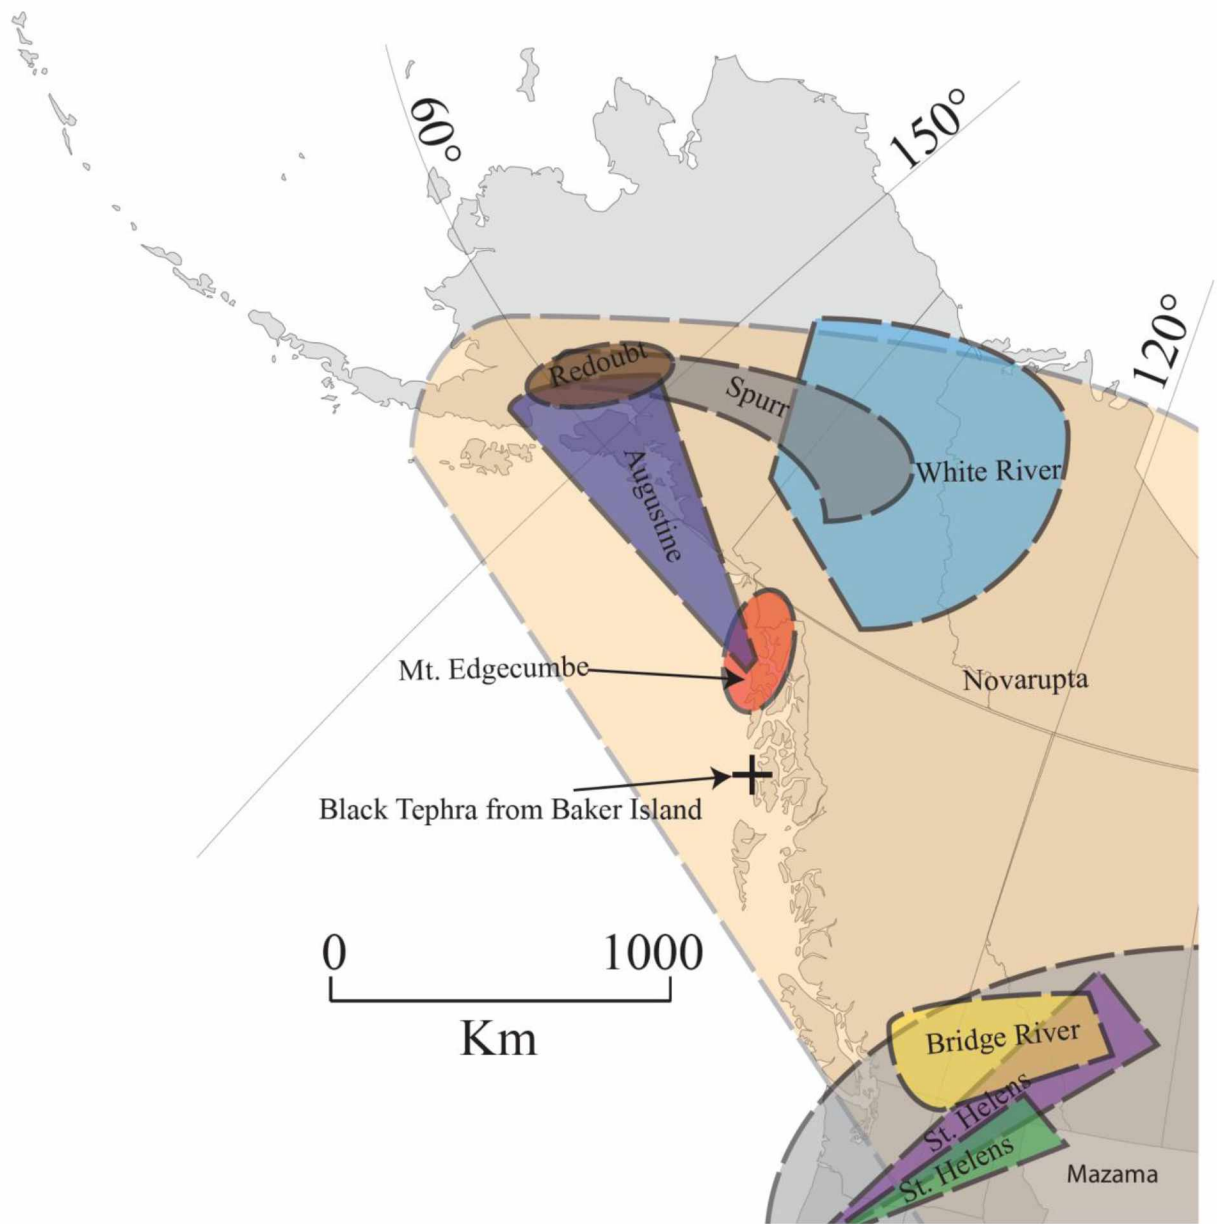 60°
150°
120°
Redoubt
Spurr
White River
Augustine
Mt. Edgecumbe
Novarupta
Black Tephra from Baker Island
0
1000
Km
Bridge River
St. Helens
St. Helens
Mazama